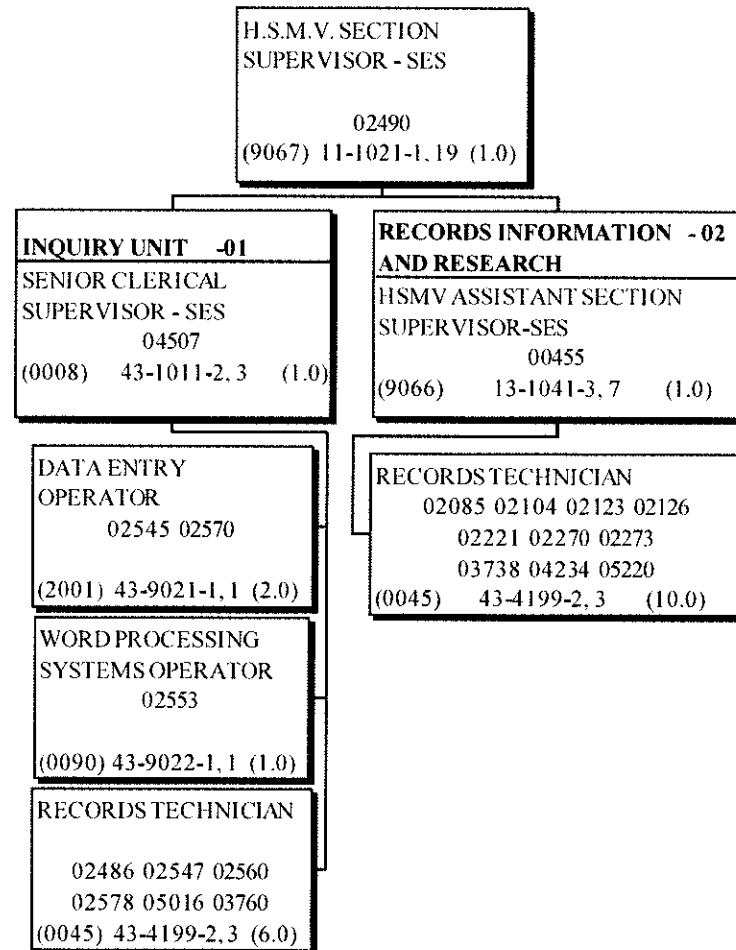 H.S.M.V. SECTION
SUPERVISOR - SES
02490
(9067) 11-1021-1, 19 (1.0)
INQUIRY UNIT -01
SENIOR CLERICAL
SUPERVISOR - SES
04507
(0008) 43-1011-2, 3 (1.0)
RECORDS INFORMATION - 02
AND RESEARCH
HSMV ASSISTANT SECTION
SUPERVISOR-SES
00455
(9066) 13-1041-3, 7 (1.0)
DATA ENTRY
OPERATOR
02545 02570
(2001) 43-9021-1, 1 (2.0)
WORD PROCESSING
SYSTEMS OPERATOR
02553
(0090) 43-9022-1, 1 (1.0)
RECORDS TECHNICIAN
02486 02547 02560
02578 05016 03760
(0045) 43-4199-2, 3 (6.0)
RECORDS TECHNICIAN
02085 02104 02123 02126
02221 02270 02273
03738 04234 05220
(0045) 43-4199-2, 3 (10.0)